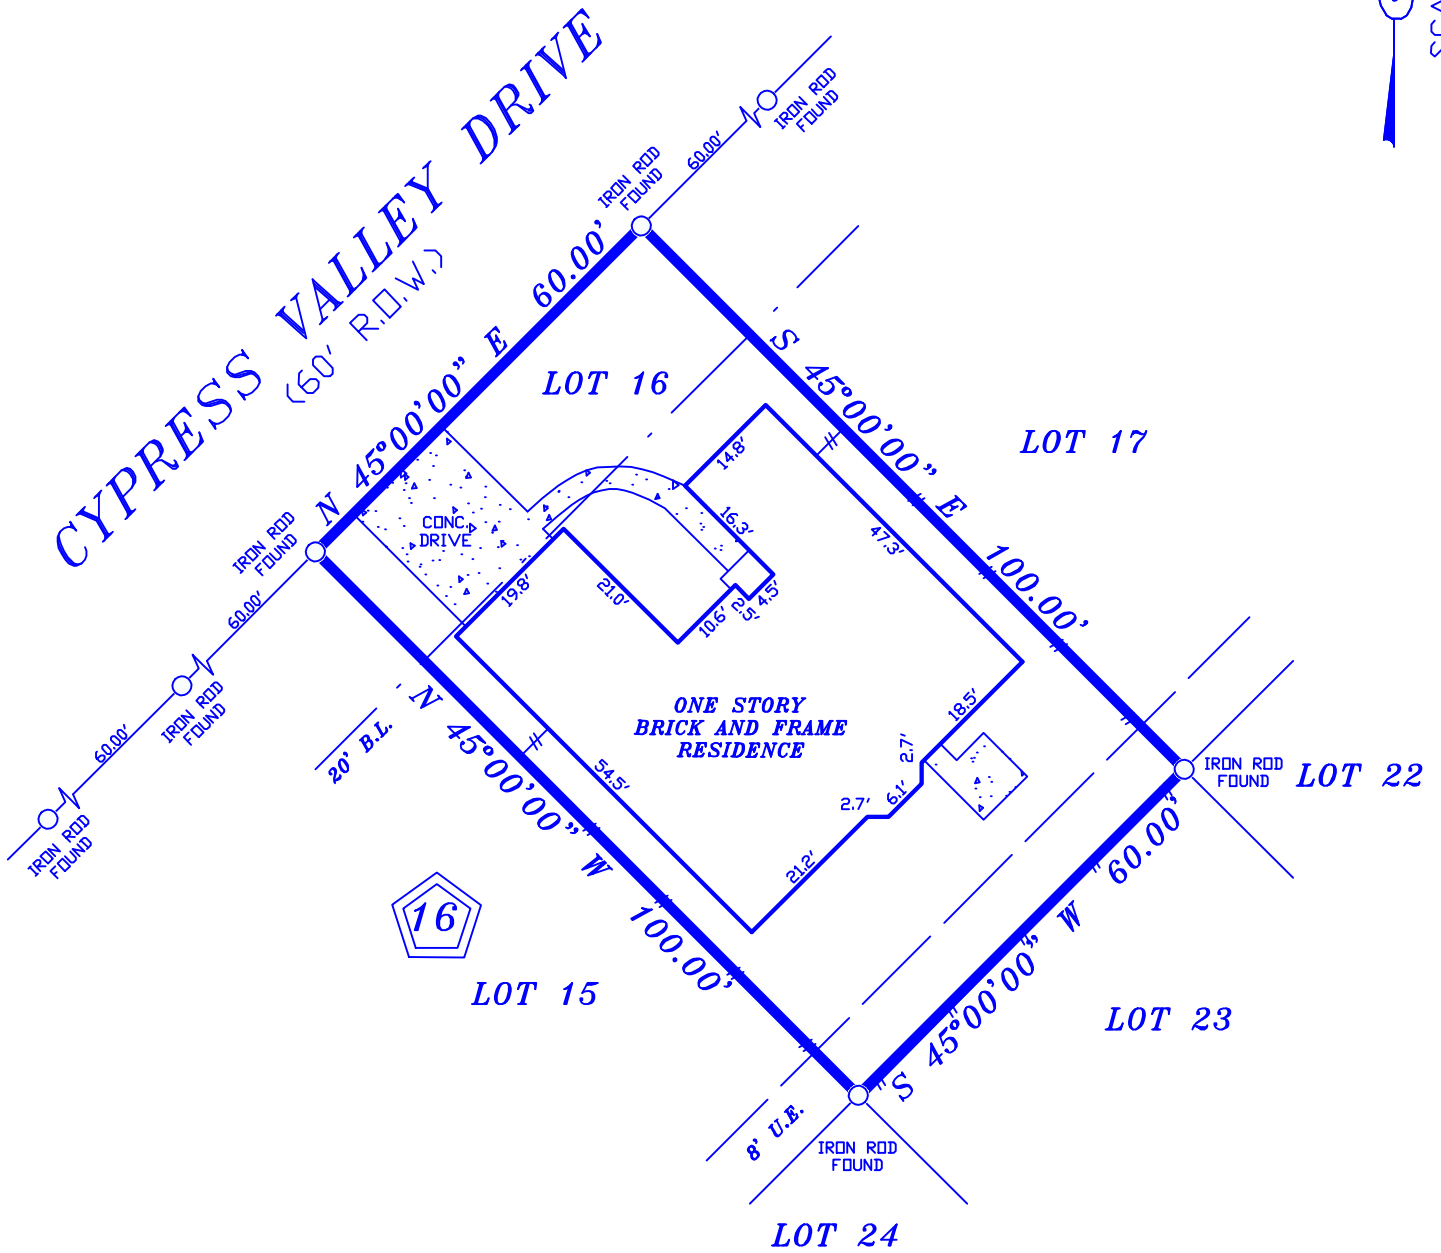 CYPRESS VALLEY DRIVE
(60' R.O.W.)
IRON ROD
FOUND
60.00'
IRON ROD
FOUND
N 45°00'00" E 60.00'
LOT 16
S 45°00'00" E 100.00'
LOT 17
14.8'
16.3'
47.3'
CONC.
DRIVE
IRON ROD
FOUND
60.00'
IRON ROD
FOUND
60.00'
IRON ROD
FOUND
19.8'
21.0'
10.6'
2.5'
4.5'
ONE STORY
BRICK AND FRAME
RESIDENCE
18.5'
2.7'
6.1'
2.7'
21.2'
54.5'
20' B.L.
N 45°00'00" W 100.00'
IRON ROD
FOUND
LOT 22
S 45°00'00" W 60.00'
16
LOT 15
LOT 23
8' U.E.
IRON ROD
FOUND
LOT 24